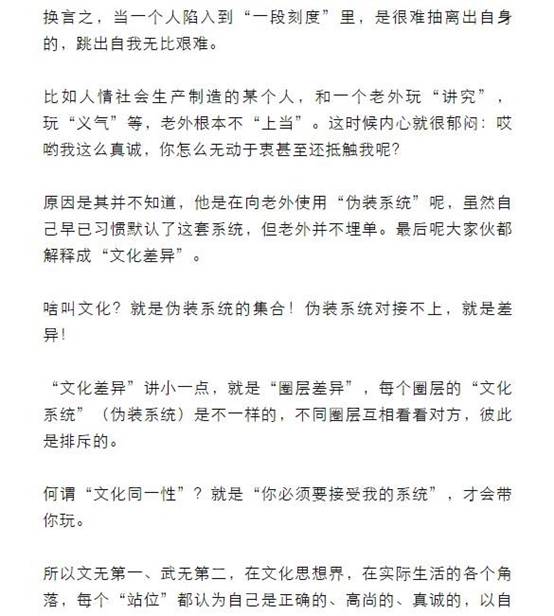 换言之，当一个人陷入到“一段刻度”里，是很难抽离出自身
的，跳出自我无比艰难。
比如人情社会生产制造的某个人，和一个老外玩“讲究”，
玩“义气”等，老外根本不“上当”。这时候内心就很郁闷：哎
哟我这么真诚，你怎么无动于衷甚至还抵触我呢?
原因是其并不知道，他是在向老外使用“伪装系统”呢，虽然自
己早已习惯默认了这套系统，但老外并不埋单。最后呢大家伙都
解释成“文化差异”。
啥叫文化？就是伪装系统的集合！伪装系统对接不上，就是差
异！
“文化差异”讲小一点，就是“圈层差异”，每个圈层的“文化
系统”（伪装系统）是不一样的，不同圈层互相看看对方，彼此
是排斥的。
何谓“文化同一性”？就是“你必须要接受我的系统”，才会带
你玩。
所以文无第一、武无第二，在文化思想界，在实际生活的各个角
落，每个“站位”都认为自己是正确的、高尚的、真诚的，以自